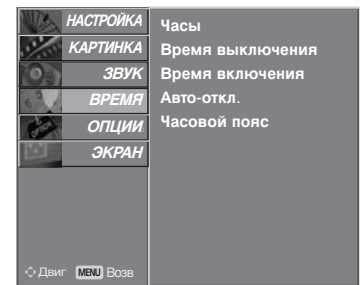 НАСТРОЙКА
КАРТИНКА
ЗВУК
ВРЕМЯ
ОПЦИИ
ЭКРАН
Часы
Время выключения
Время включения
Авто-откл.
Часовой пояс
Двиг MENU Возв